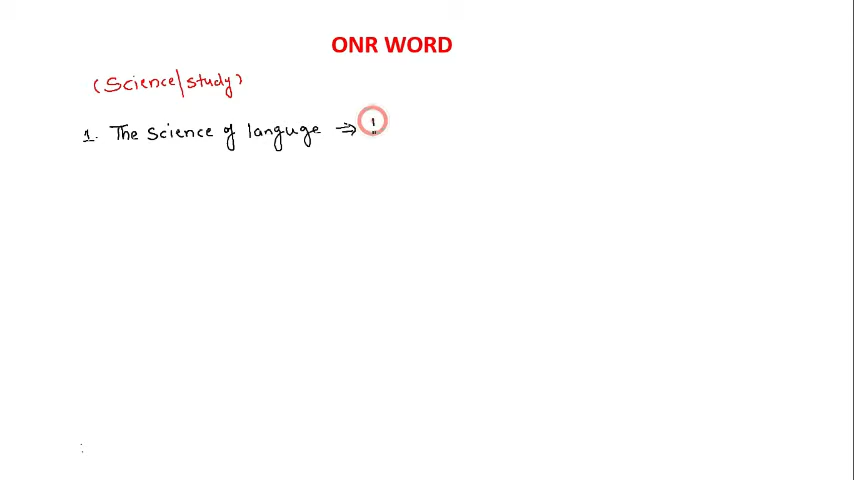 ONR WORD
(Science|study)
1. The science of languge ⇒